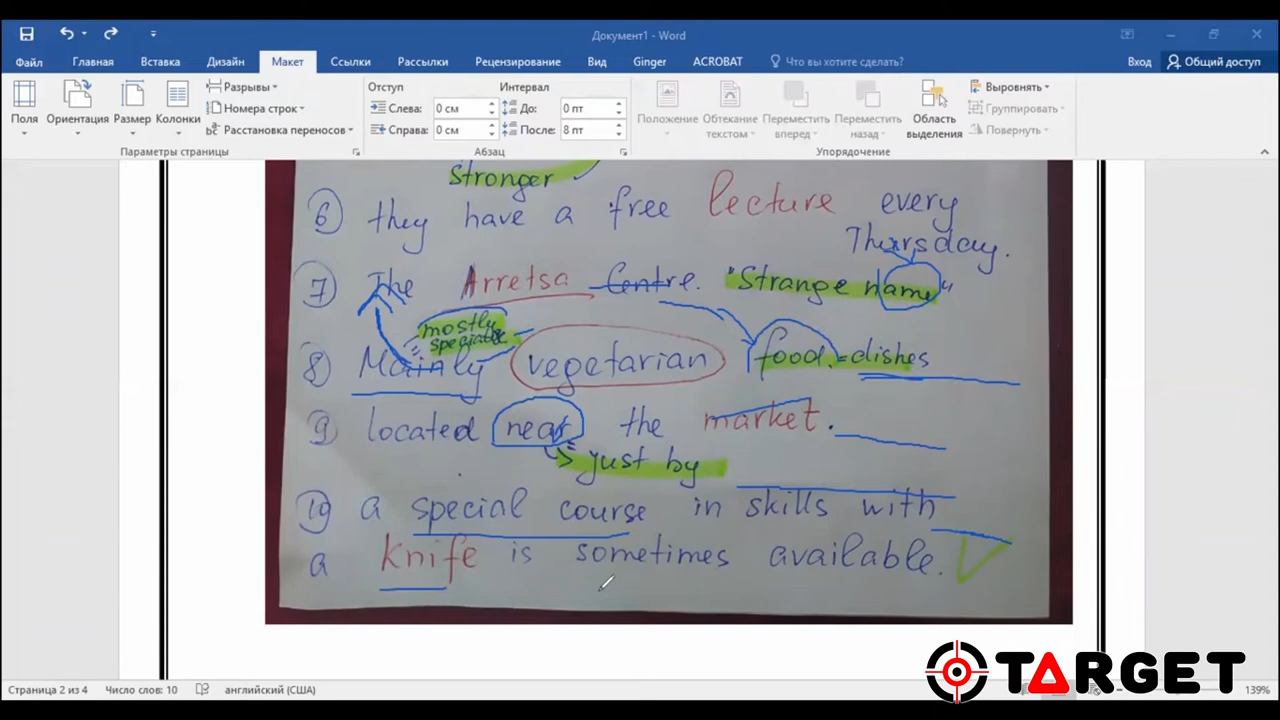 Документ1 - Word
Файл Главная Вставка Дизайн Макет Ссылки Рассылки Рецензирование Вид Ginger ACROBAT Что вы хотите сделать? Вход Общий доступ
Поля Ориентация Размер Колонки
Разрывы
Номера строк
Расстановка переносов
Параметры страницы
Отступ
Слева: 0 см
Справа: 0 см
Интервал
До: 0 пт
После: 8 пт
Абзац
Положение Обтекание текстом Переместить вперед Переместить назад Область выделения
Выровнять
Группировать
Повернуть
Упорядочение
Stronger
6 they have a free lecture every
Thursday.
7 The Arretsa Centre. "Strange name"
mostly
8 Mainly vegetarian food. = dishes
9 located near the market.
just by
10 a special course in skills with
a knife is sometimes available.
TARGET
Страница 2 из 4 Число слов: 10 английский (США) 139%